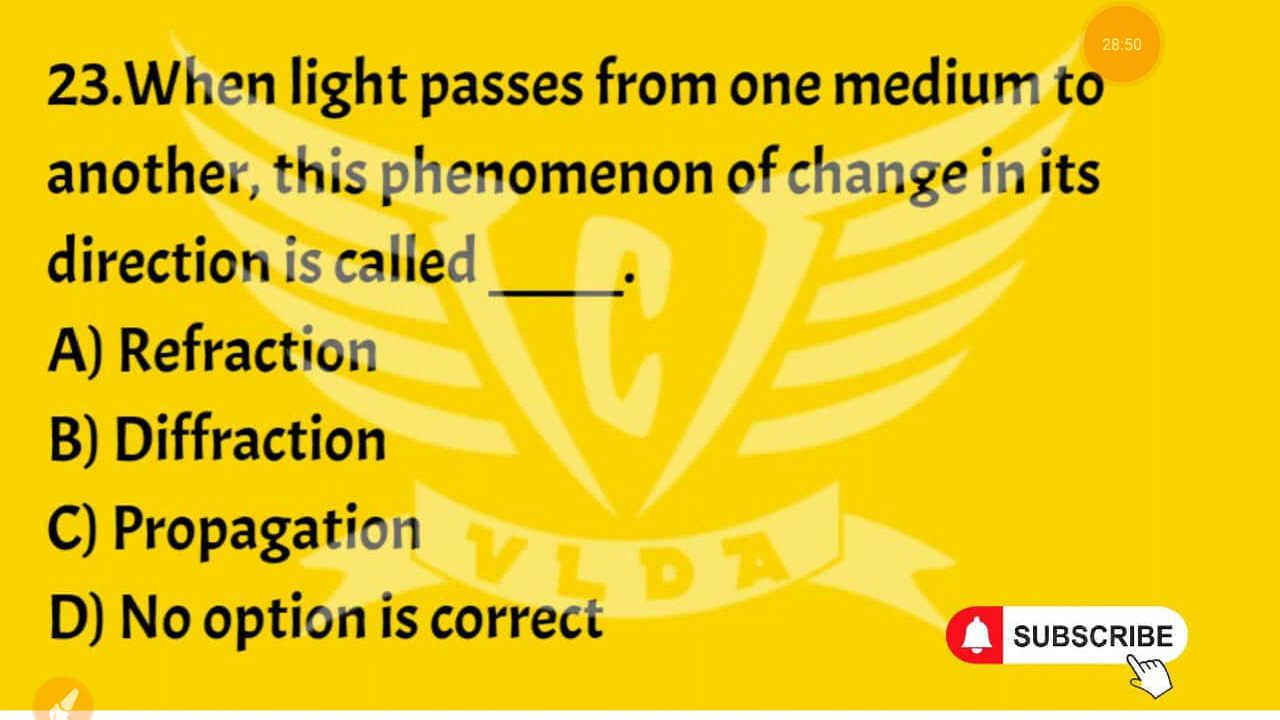 28:50
23.When light passes from one medium to
another, this phenomenon of change in its
direction is called _____.
A) Refraction
B) Diffraction
C) Propagation
D) No option is correct
C
VLDA
SUBSCRIBE